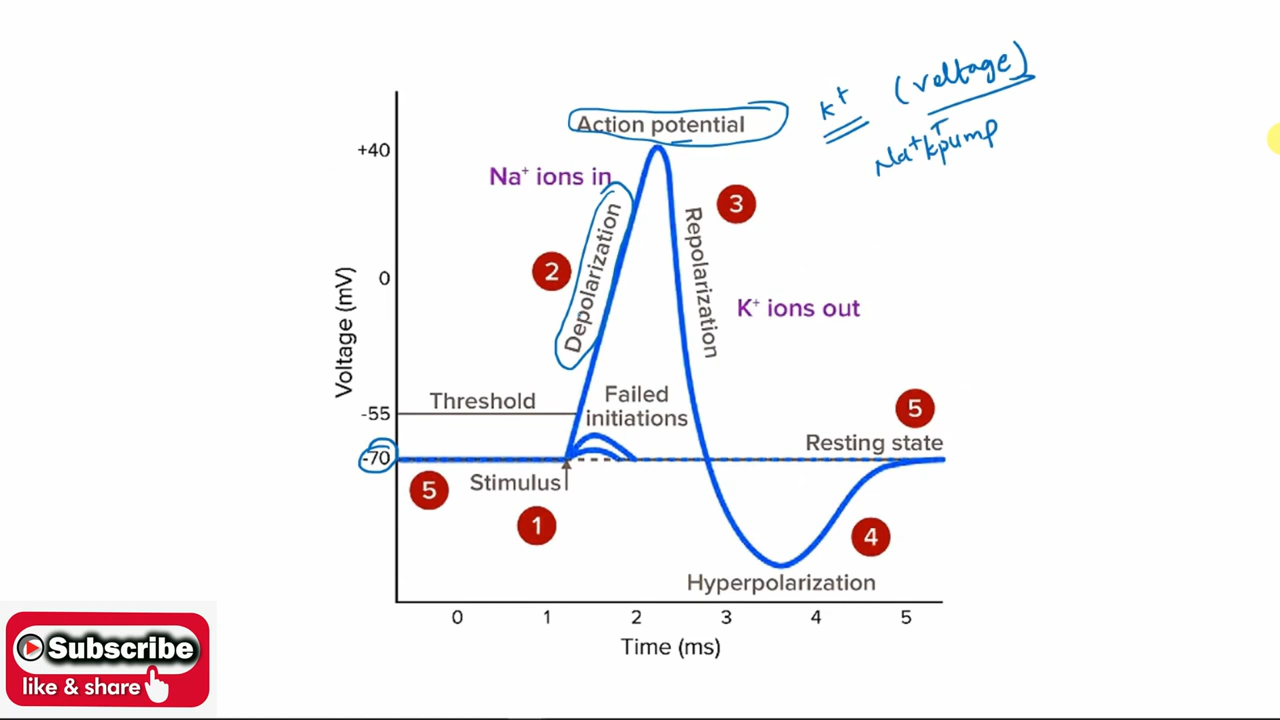 K⁺ (voltage)
Na⁺K⁺pump
Action potential
+40
Na⁺ ions in
3
2
Depolarization
Repolarization
0
K⁺ ions out
Voltage (mV)
Threshold
Failed
initiations
-55
5
Resting state
-70
5
Stimulus
1
4
Hyperpolarization
0 1 2 3 4 5
Time (ms)
Subscribe
like & share